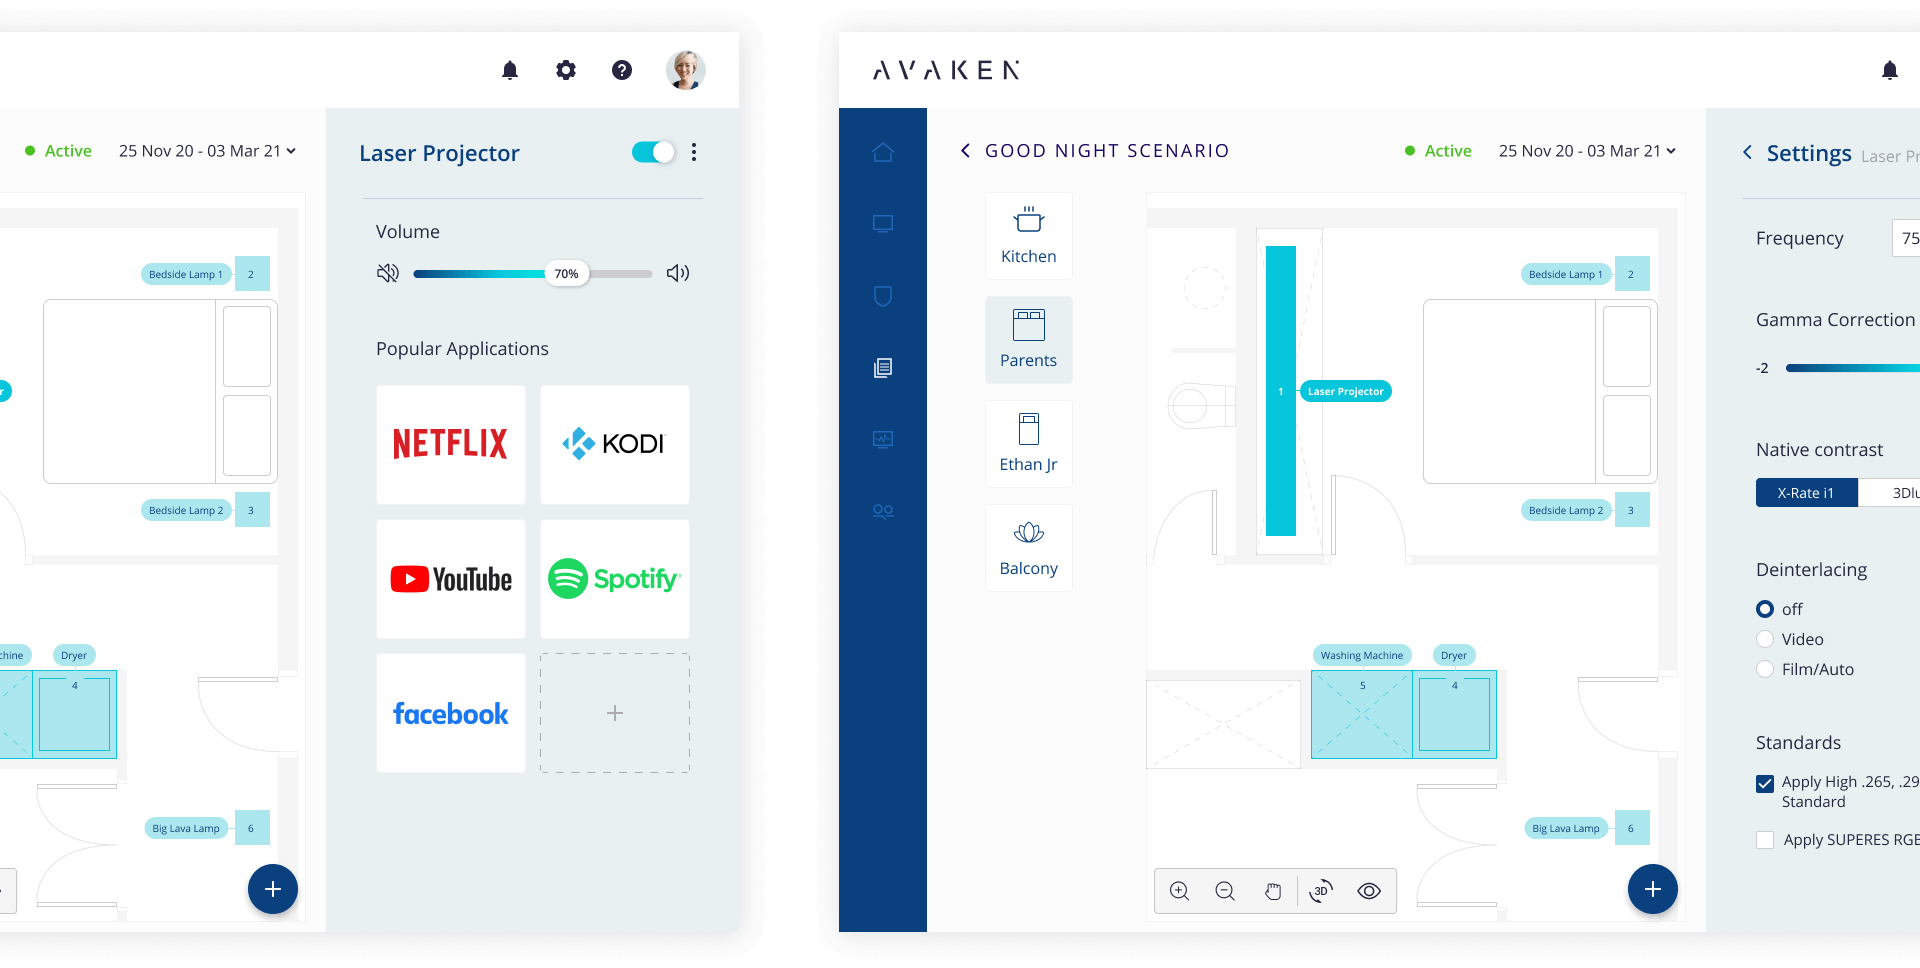 Active
25 Nov 20 - 03 Mar 21
Laser Projector
Volume
70%
Popular Applications
NETFLIX
KODI
YouTube
Spotify
facebook
Bedside Lamp 1
2
Bedside Lamp 2
3
Dryer
4
Big Lava Lamp
6
AVAKEN
GOOD NIGHT SCENARIO
Active
25 Nov 20 - 03 Mar 21
Kitchen
Parents
Ethan Jr
Balcony
1
Laser Projector
Bedside Lamp 1
2
Bedside Lamp 2
3
Washing Machine
5
Dryer
4
Big Lava Lamp
6
3D
Settings
Laser Pr
Frequency
75
Gamma Correction
-2
Native contrast
X-Rate i1
3Dlu
Deinterlacing
off
Video
Film/Auto
Standards
Apply High .265, .29
Standard
Apply SUPERES RGB